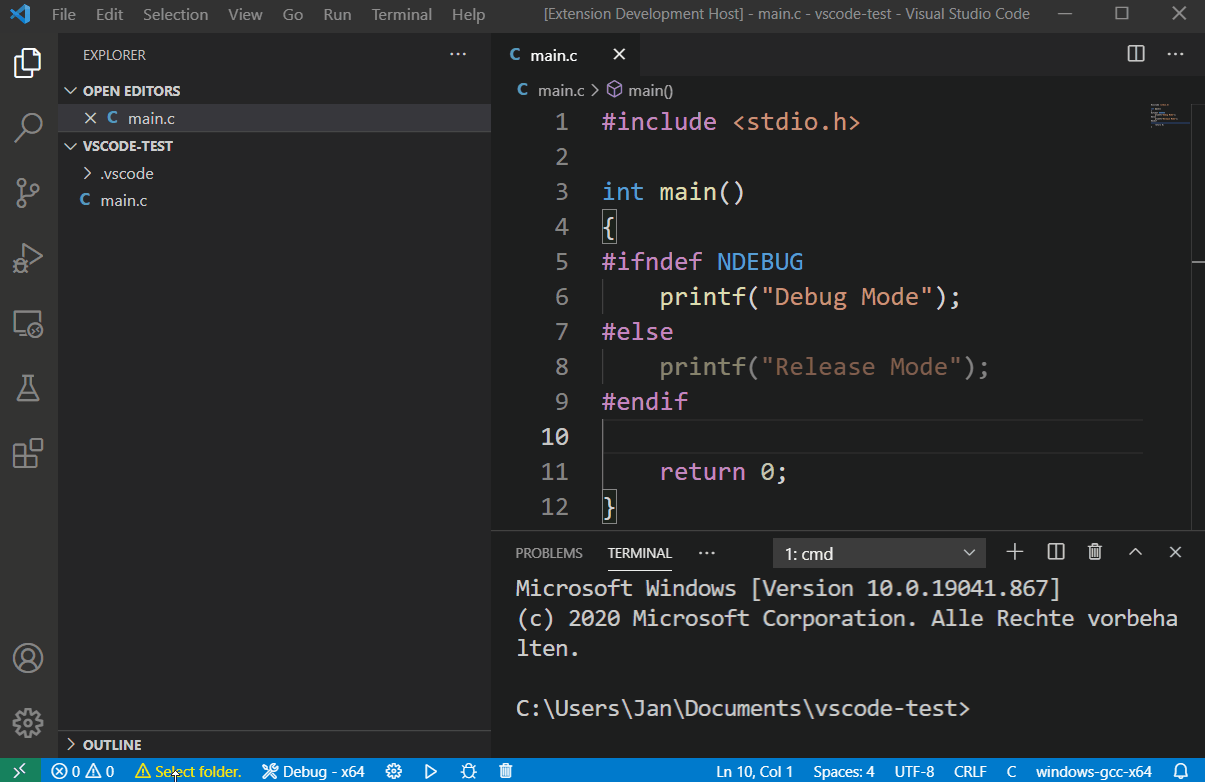 File Edit Selection View Go Run Terminal Help [Extension Development Host] - main.c - vscode-test - Visual Studio Code
EXPLORER
OPEN EDITORS
C main.c
VSCODE-TEST
.vscode
C main.c
OUTLINE
C main.c
C main.c > main()
1 #include <stdio.h>
2
3 int main()
4 {
5 #ifndef NDEBUG
6 printf("Debug Mode");
7 #else
8 printf("Release Mode");
9 #endif
10
11 return 0;
12 }
PROBLEMS TERMINAL 1: cmd
Microsoft Windows [Version 10.0.19041.867]
(c) 2020 Microsoft Corporation. Alle Rechte vorbeha
lten.
C:\Users\Jan\Documents\vscode-test>
0 0 Select folder. Debug - x64 Ln 10, Col 1 Spaces: 4 UTF-8 CRLF C windows-gcc-x64